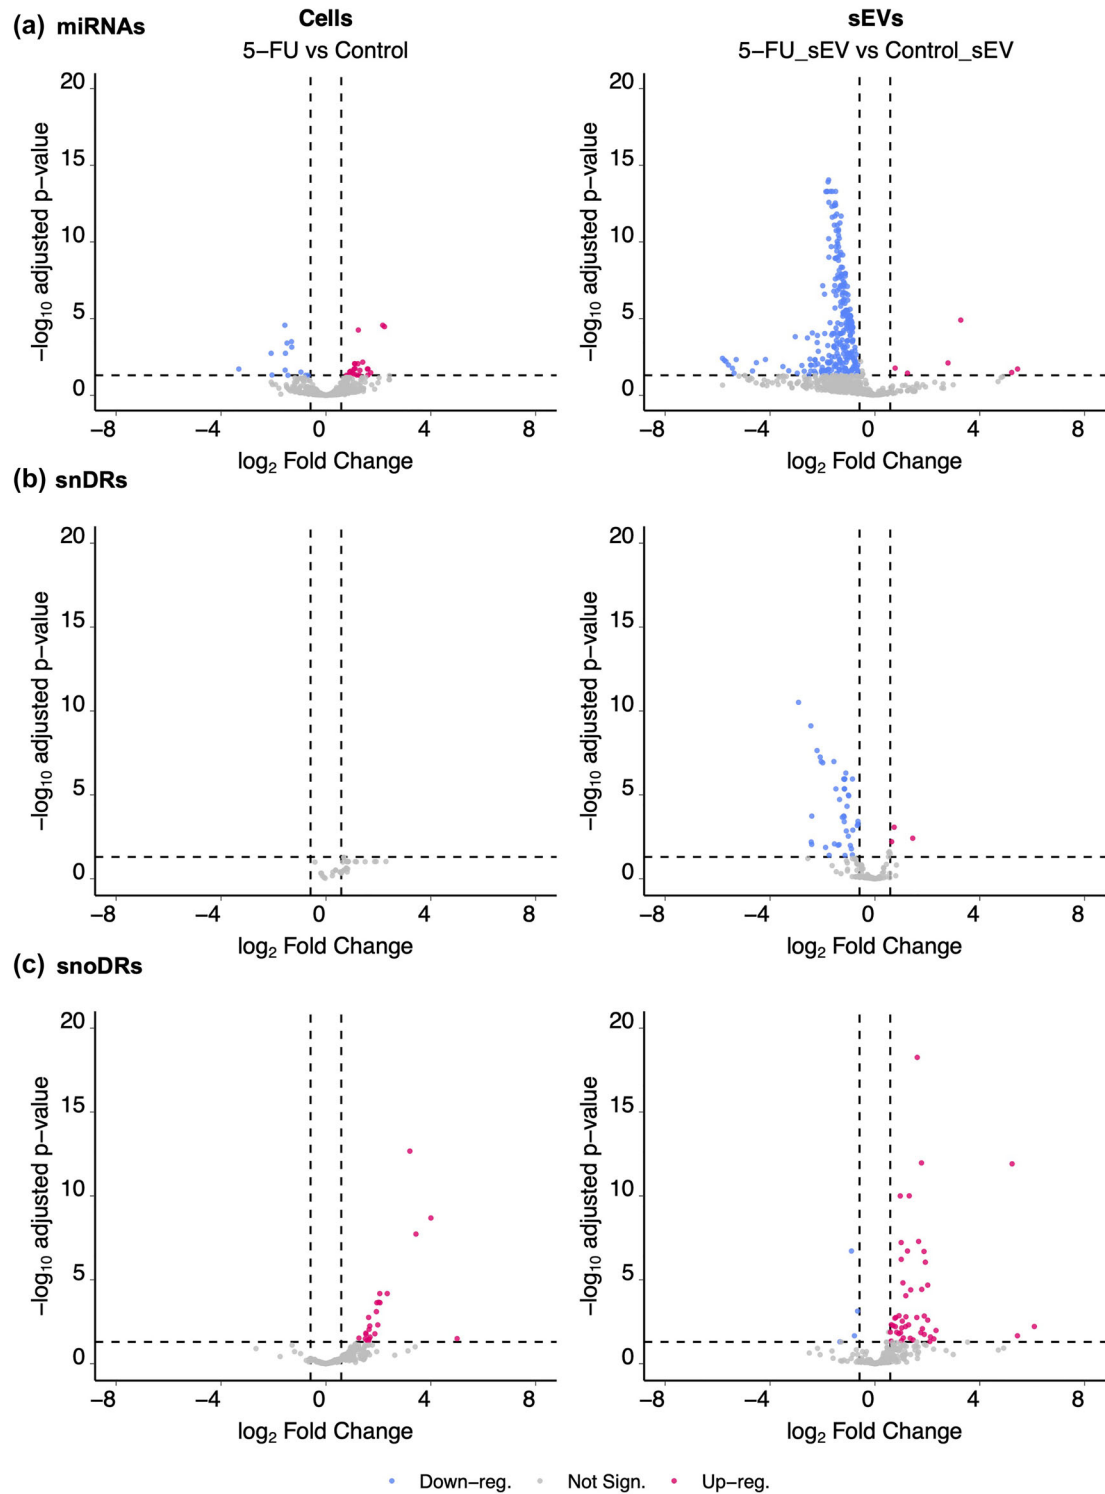 (a) miRNAs
Cells
5−FU vs Control
sEVs
5−FU_sEV vs Control_sEV
−log10 adjusted p−value
20
15
10
5
0
−8 −4 0 4 8
log2 Fold Change
−log10 adjusted p−value
20
15
10
5
0
−8 −4 0 4 8
log2 Fold Change
(b) snDRs
−log10 adjusted p−value
20
15
10
5
0
−8 −4 0 4 8
log2 Fold Change
−log10 adjusted p−value
20
15
10
5
0
−8 −4 0 4 8
log2 Fold Change
(c) snoDRs
−log10 adjusted p−value
20
15
10
5
0
−8 −4 0 4 8
log2 Fold Change
−log10 adjusted p−value
20
15
10
5
0
−8 −4 0 4 8
log2 Fold Change
Down−reg. Not Sign. Up−reg.